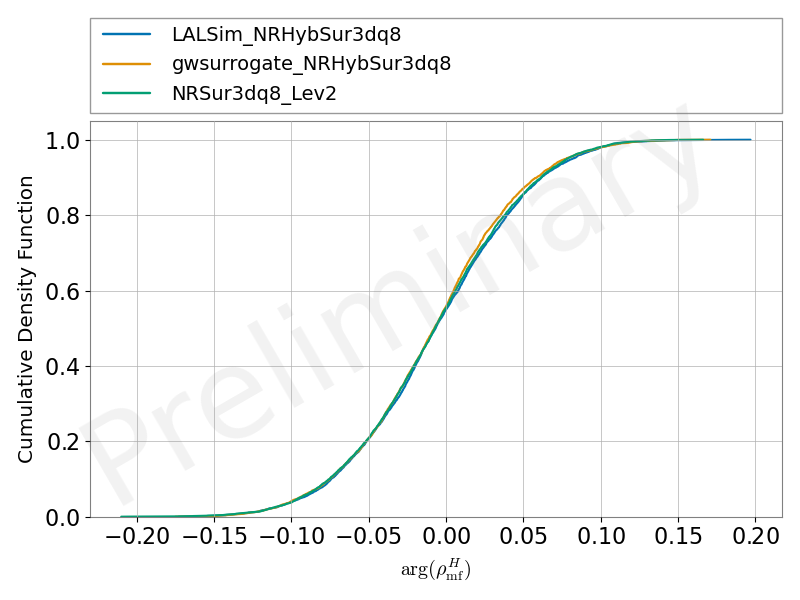 LALSim_NRHybSur3dq8
gwsurrogate_NRHybSur3dq8
NRSur3dq8_Lev2
Preliminary
Cumulative Density Function
1.0
0.8
0.6
0.4
0.2
0.0
−0.20 −0.15 −0.10 −0.05 0.00 0.05 0.10 0.15 0.20
arg(ρ_mf^H)